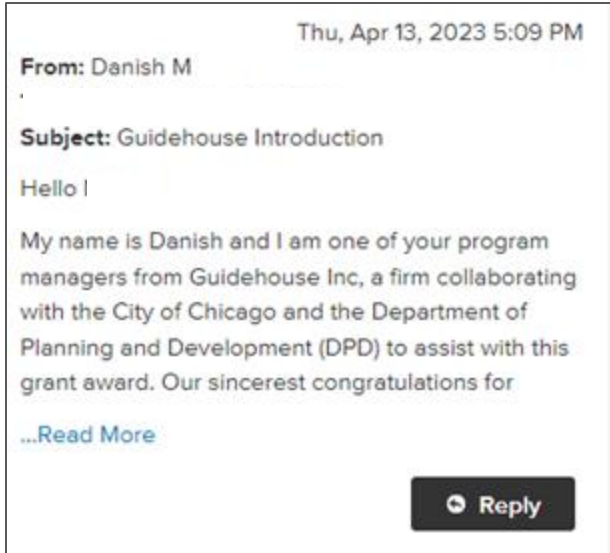 Thu, Apr 13, 2023 5:09 PM
From: Danish M
Subject: Guidehouse Introduction
Hello
My name is Danish and I am one of your program
managers from Guidehouse Inc, a firm collaborating
with the City of Chicago and the Department of
Planning and Development (DPD) to assist with this
grant award. Our sincerest congratulations for
...Read More
Reply